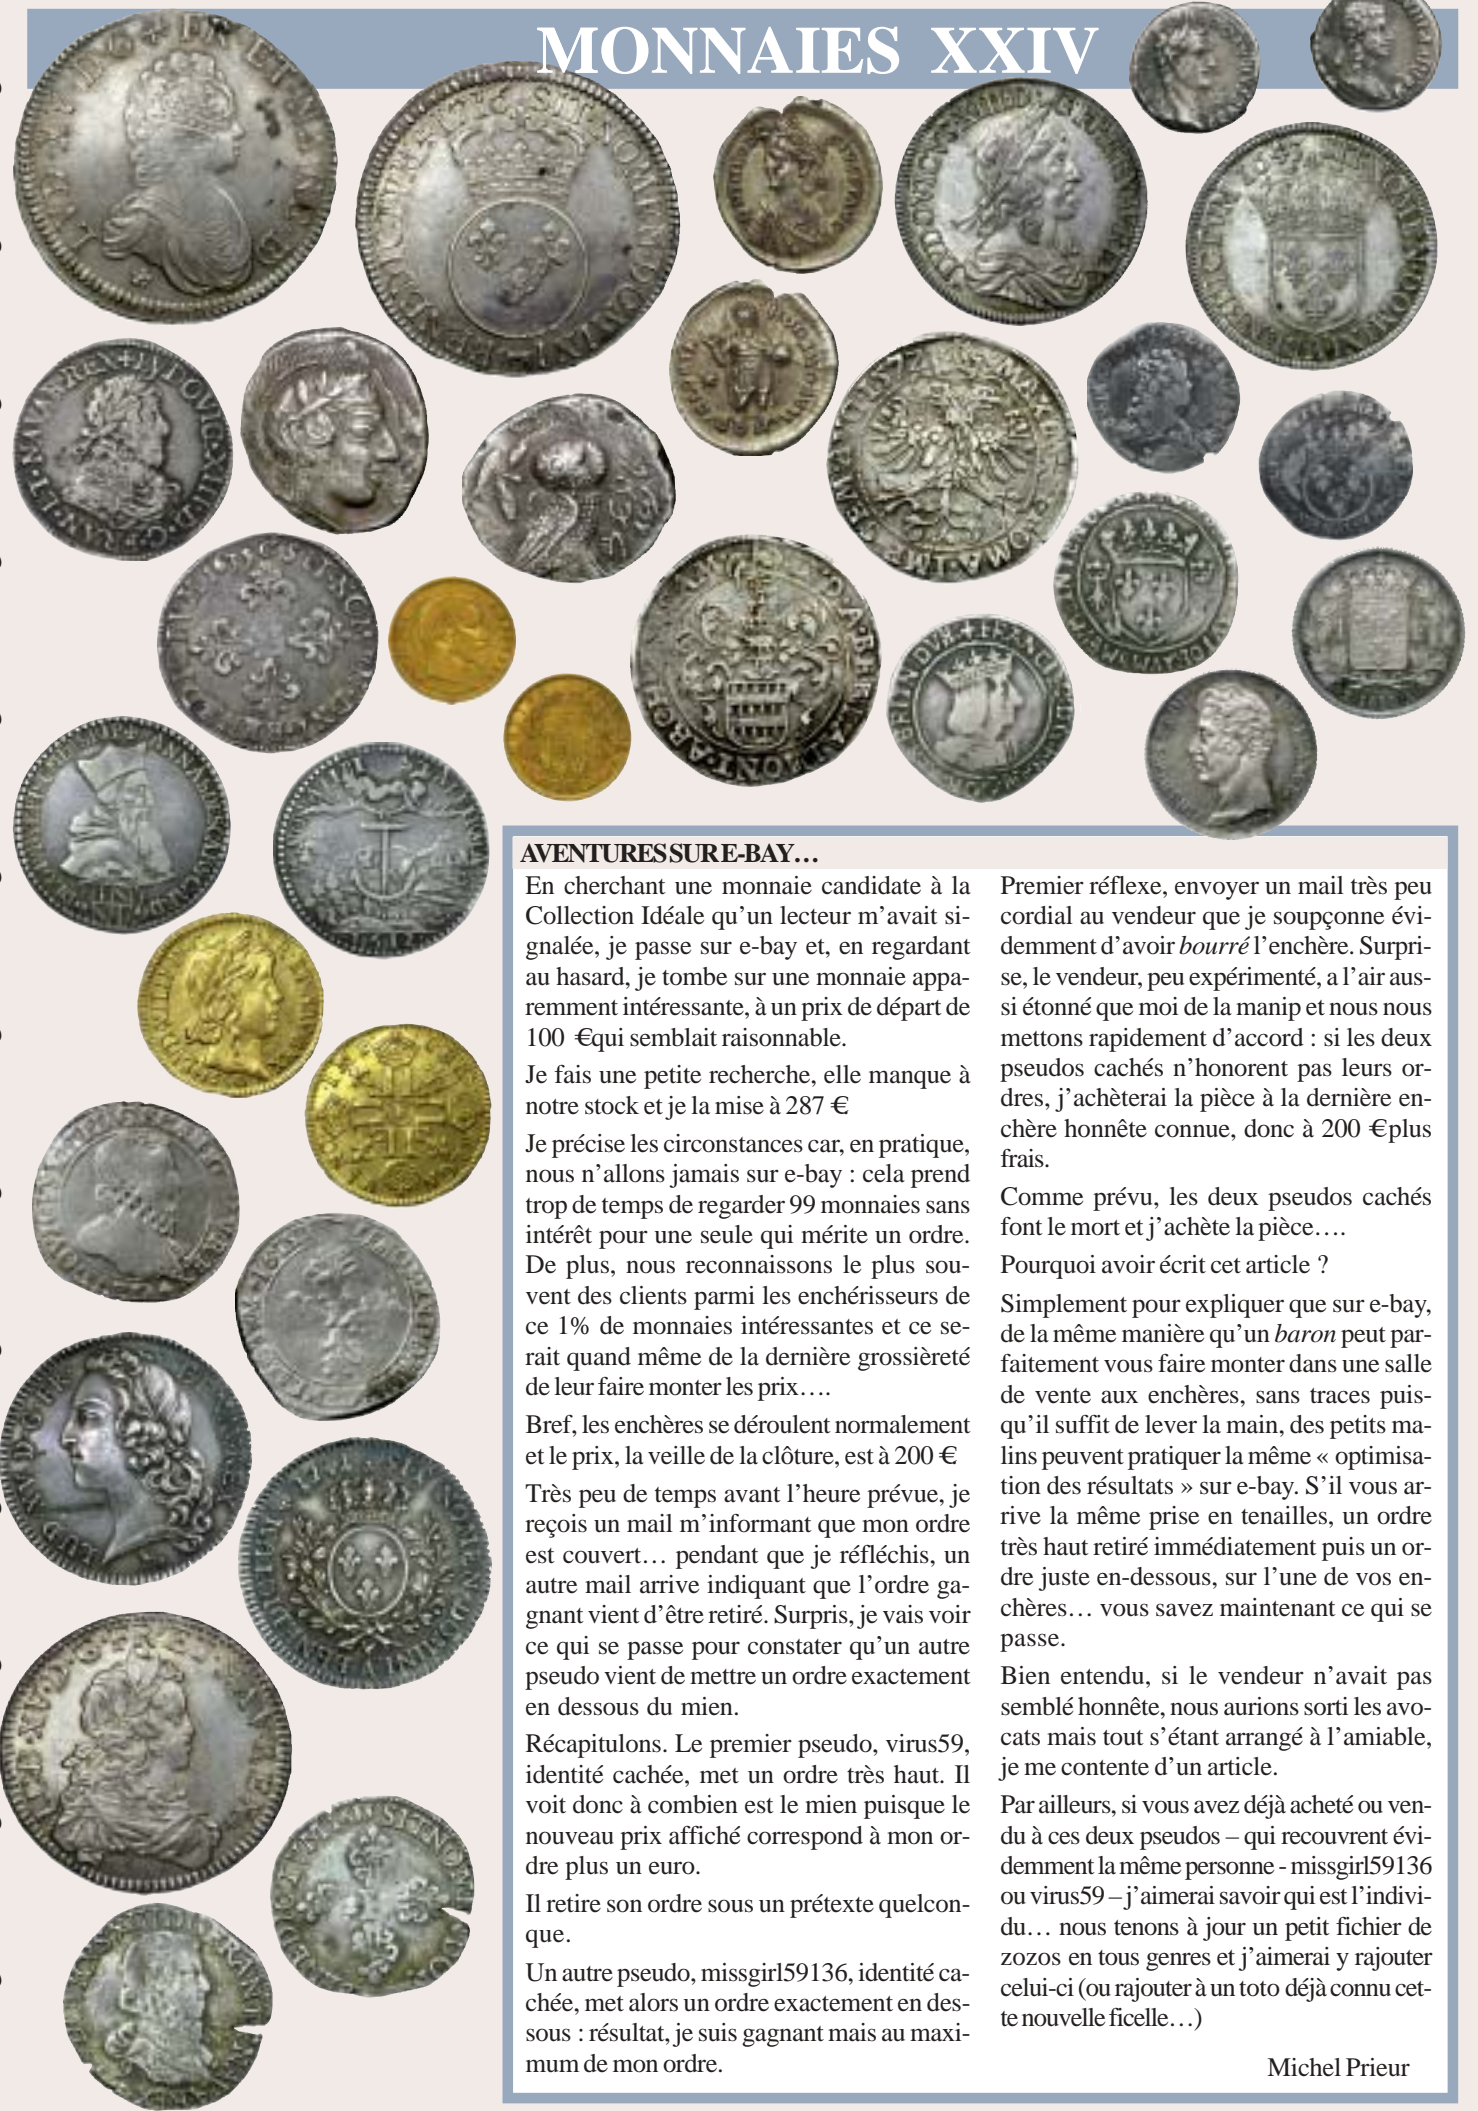 MONNAIES XXIV
AVENTURES SUR E-BAY…
En cherchant une monnaie candidate à la
Collection Idéale qu'un lecteur m'avait si-
gnalée, je passe sur e-bay et, en regardant
au hasard, je tombe sur une monnaie appa-
remment intéressante, à un prix de départ de
100 €qui semblait raisonnable.
Je fais une petite recherche, elle manque à
notre stock et je la mise à 287 €
Je précise les circonstances car, en pratique,
nous n'allons jamais sur e-bay : cela prend
trop de temps de regarder 99 monnaies sans
intérêt pour une seule qui mérite un ordre.
De plus, nous reconnaissons le plus sou-
vent des clients parmi les enchérisseurs de
ce 1% de monnaies intéressantes et ce se-
rait quand même de la dernière grossièreté
de leur faire monter les prix….
Bref, les enchères se déroulent normalement
et le prix, la veille de la clôture, est à 200 €
Très peu de temps avant l'heure prévue, je
reçois un mail m'informant que mon ordre
est couvert… pendant que je réfléchis, un
autre mail arrive indiquant que l'ordre ga-
gnant vient d'être retiré. Surpris, je vais voir
ce qui se passe pour constater qu'un autre
pseudo vient de mettre un ordre exactement
en dessous du mien.
Récapitulons. Le premier pseudo, virus59,
identité cachée, met un ordre très haut. Il
voit donc à combien est le mien puisque le
nouveau prix affiché correspond à mon or-
dre plus un euro.
Il retire son ordre sous un prétexte quelcon-
que.
Un autre pseudo, missgirl59136, identité ca-
chée, met alors un ordre exactement en des-
sous : résultat, je suis gagnant mais au maxi-
mum de mon ordre.
Premier réflexe, envoyer un mail très peu
cordial au vendeur que je soupçonne évi-
demment d'avoir bourré l'enchère. Surpri-
se, le vendeur, peu expérimenté, a l'air aus-
si étonné que moi de la manip et nous nous
mettons rapidement d'accord : si les deux
pseudos cachés n'honorent pas leurs or-
dres, j'achèterai la pièce à la dernière en-
chère honnête connue, donc à 200 €plus
frais.
Comme prévu, les deux pseudos cachés
font le mort et j'achète la pièce….
Pourquoi avoir écrit cet article ?
Simplement pour expliquer que sur e-bay,
de la même manière qu'un baron peut par-
faitement vous faire monter dans une salle
de vente aux enchères, sans traces puis-
qu'il suffit de lever la main, des petits ma-
lins peuvent pratiquer la même « optimisa-
tion des résultats » sur e-bay. S'il vous ar-
rive la même prise en tenailles, un ordre
très haut retiré immédiatement puis un or-
dre juste en-dessous, sur l'une de vos en-
chères… vous savez maintenant ce qui se
passe.
Bien entendu, si le vendeur n'avait pas
semblé honnête, nous aurions sorti les avo-
cats mais tout s'étant arrangé à l'amiable,
je me contente d'un article.
Par ailleurs, si vous avez déjà acheté ou ven-
du à ces deux pseudos – qui recouvrent évi-
demment la même personne - missgirl59136
ou virus59 – j'aimerai savoir qui est l'indivi-
du… nous tenons à jour un petit fichier de
zozos en tous genres et j'aimerai y rajouter
celui-ci (ou rajouter à un toto déjà connu cet-
te nouvelle ficelle…)
Michel Prieur